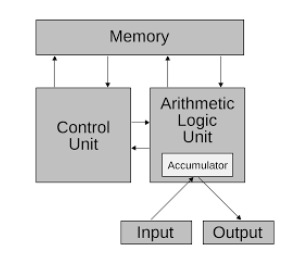 Memory
Control
Unit
Arithmetic
Logic
Unit
Accumulator
Input
Output